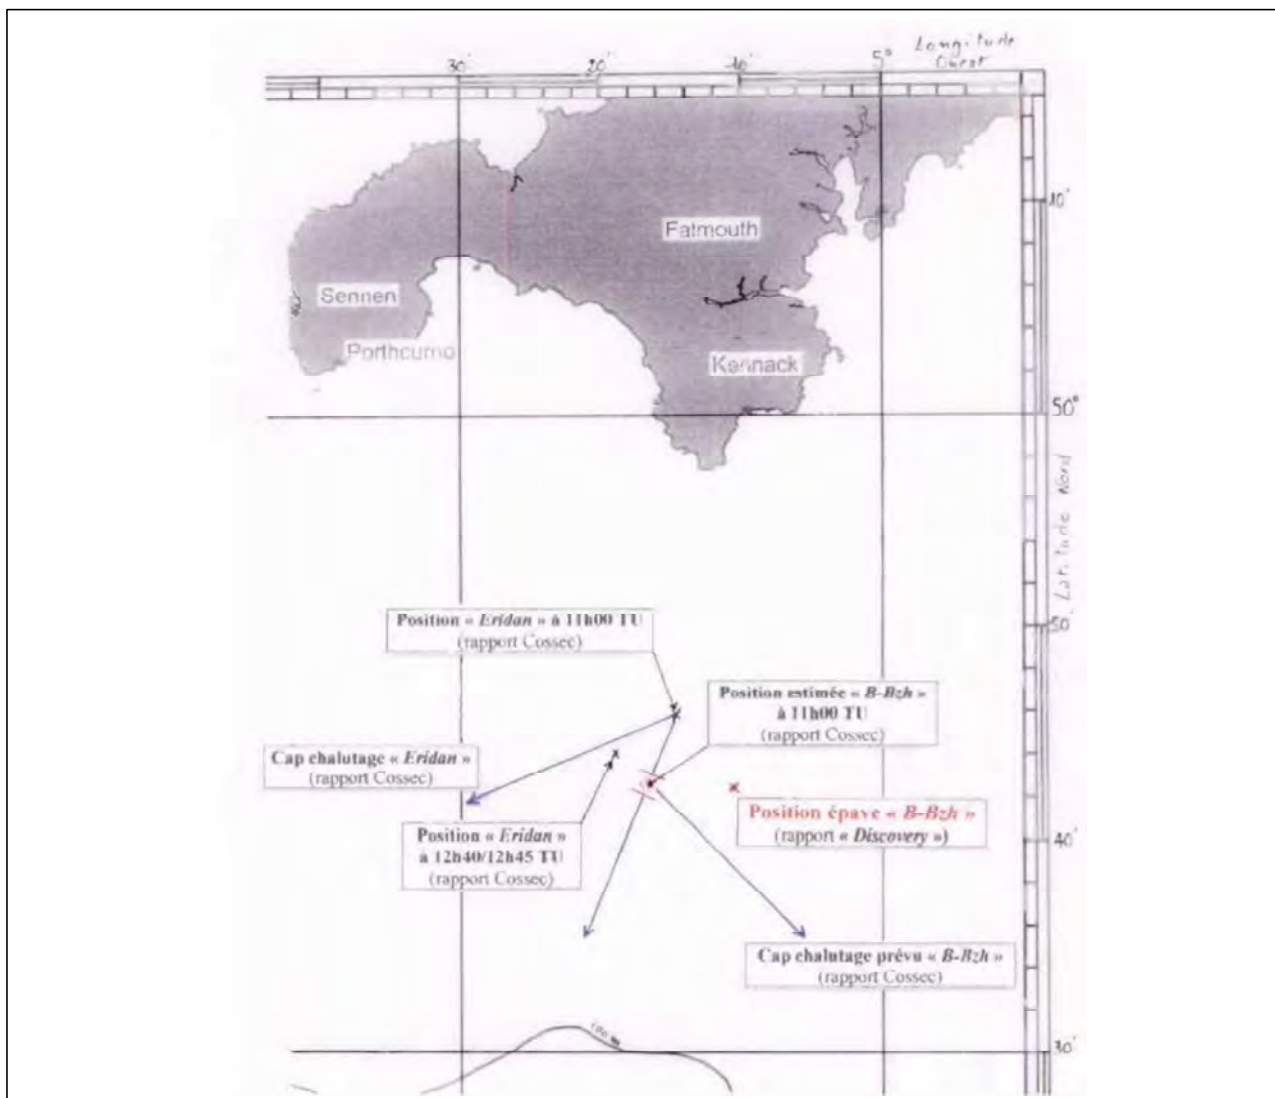 Longitude
Ouest
30' 20' 10' 5°
10'
Falmouth
Sennen
Porthcurno
Kennack
50°
Latitude Nord
50'
Position « Eridan » à 11h00 TU
(rapport Cossec)
Position estimée « B-Bzh »
à 11h00 TU
(rapport Cossec)
Cap chalutage « Eridan »
(rapport Cossec)
Position épave « B-Bzh »
(rapport « Discovery »)
Position « Eridan »
à 12h40/12h45 TU
(rapport Cossec)
40'
Cap chalutage prévu « B-Bzh »
(rapport Cossec)
100 m
30'